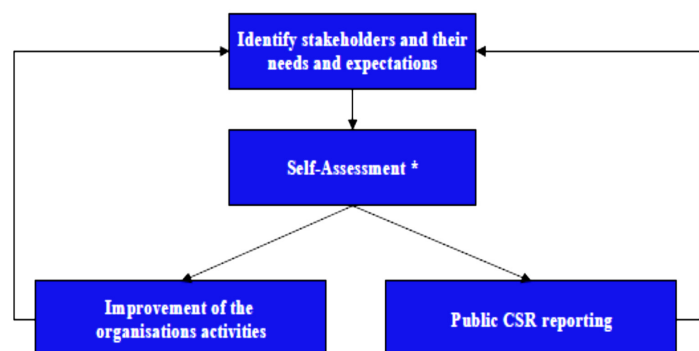 Identify stakeholders and their
needs and expectations
Self-Assessment *
Improvement of the
organisations activities
Public CSR reporting